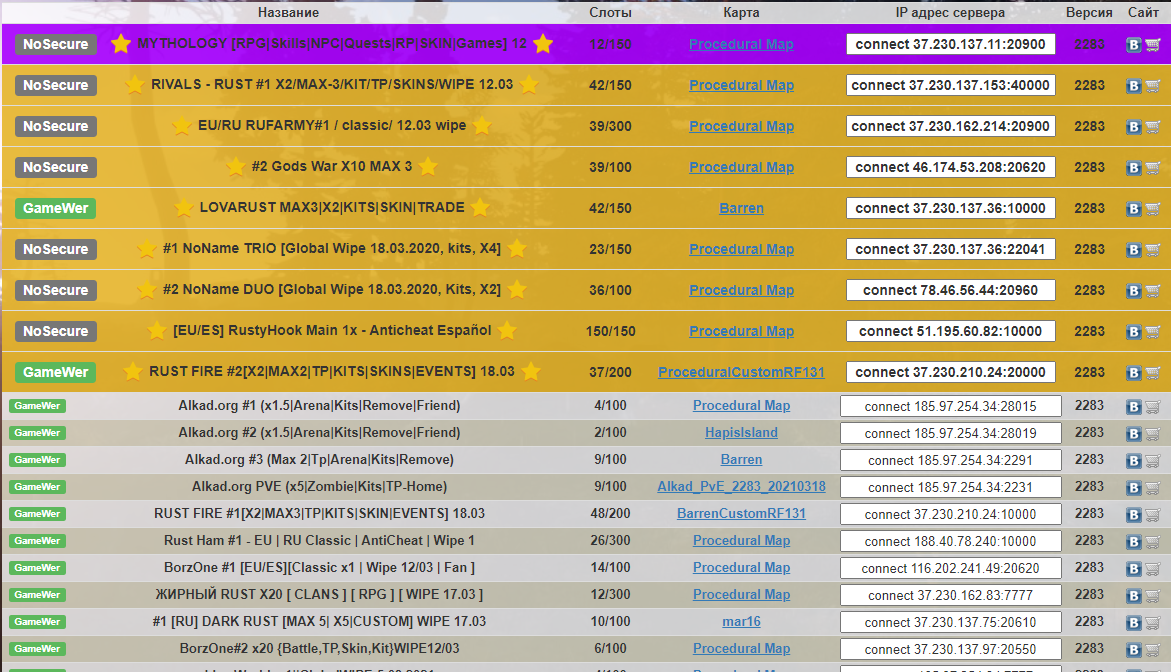 Название Слоты Карта IP адрес сервера Версия Сайт
NoSecure MYTHOLOGY [RPG|Skills|NPC|Quests|RP|SKIN|Games] 12 12/150 Procedural Map connect 37.230.137.11:20900 2283 B
NoSecure RIVALS - RUST #1 X2/MAX-3/KIT/TP/SKINS/WIPE 12.03 42/150 Procedural Map connect 37.230.137.153:40000 2283 B
NoSecure EU/RU RUFARMY#1 / classic/ 12.03 wipe 39/300 Procedural Map connect 37.230.162.214:20900 2283 B
NoSecure #2 Gods War X10 MAX 3 39/100 Procedural Map connect 46.174.53.208:20620 2283 B
GameWer LOVARUST MAX3|X2|KITS|SKIN|TRADE 42/150 Barren connect 37.230.137.36:10000 2283 B
NoSecure #1 NoName TRIO [Global Wipe 18.03.2020, kits, X4] 23/150 Procedural Map connect 37.230.137.36:22041 2283 B
NoSecure #2 NoName DUO [Global Wipe 18.03.2020, Kits, X2] 36/100 Procedural Map connect 78.46.56.44:20960 2283 B
NoSecure [EU/ES] RustyHook Main 1x - Anticheat Español 150/150 Procedural Map connect 51.195.60.82:10000 2283 B
GameWer RUST FIRE #2[X2|MAX2|TP|KITS|SKINS|EVENTS] 18.03 37/200 ProceduralCustomRF131 connect 37.230.210.24:20000 2283 B
GameWer Alkad.org #1 (x1.5|Arena|Kits|Remove|Friend) 4/100 Procedural Map connect 185.97.254.34:28015 2283 B
GameWer Alkad.org #2 (x1.5|Arena|Kits|Remove|Friend) 2/100 HapisIsland connect 185.97.254.34:28019 2283 B
GameWer Alkad.org #3 (Max 2|Tp|Arena|Kits|Remove) 9/100 Barren connect 185.97.254.34:2291 2283 B
GameWer Alkad.org PVE (x5|Zombie|Kits|TP-Home) 9/100 Alkad_PvE_2283_20210318 connect 185.97.254.34:2231 2283 B
GameWer RUST FIRE #1[X2|MAX3|TP|KITS|SKIN|EVENTS] 18.03 48/200 BarrenCustomRF131 connect 37.230.210.24:10000 2283 B
GameWer Rust Ham #1 - EU | RU Classic | AntiCheat | Wipe 1 26/300 Procedural Map connect 188.40.78.240:10000 2283 B
GameWer BorzOne #1 [EU/ES][Classic x1 | Wipe 12/03 | Fan ] 14/100 Procedural Map connect 116.202.241.49:20620 2283 B
GameWer ЖИРНЫЙ RUST X20 [ CLANS ] [ RPG ] [ WIPE 17.03 ] 12/300 Procedural Map connect 37.230.162.83:7777 2283 B
GameWer #1 [RU] DARK RUST [MAX 5| X5|CUSTOM] WIPE 17.03 10/100 mar16 connect 37.230.137.75:20610 2283 B
GameWer BorzOne#2 x20 {Battle,TP,Skin,Kit}WIPE12/03 6/100 Procedural Map connect 37.230.137.97:20550 2283 B